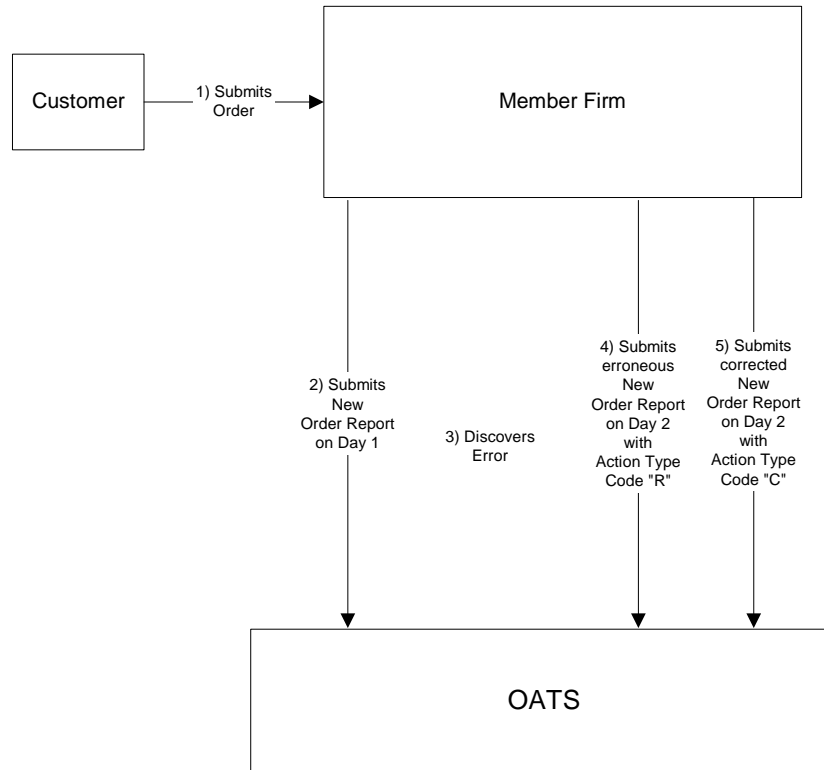 Customer
1) Submits
Order
Member Firm
2) Submits
New
Order Report
on Day 1
3) Discovers
Error
4) Submits
erroneous
New
Order Report
on Day 2
with
Action Type
Code "R"
5) Submits
corrected
New
Order Report
on Day 2
with
Action Type
Code "C"
OATS